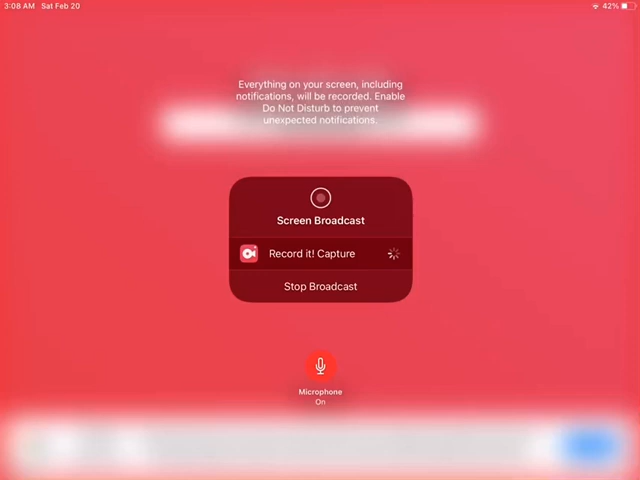 3:08 AM Sat Feb 20
42%
Everything on your screen, including
notifications, will be recorded. Enable
Do Not Disturb to prevent
unexpected notifications.
Screen Broadcast
Record it! Capture
Stop Broadcast
Microphone
On